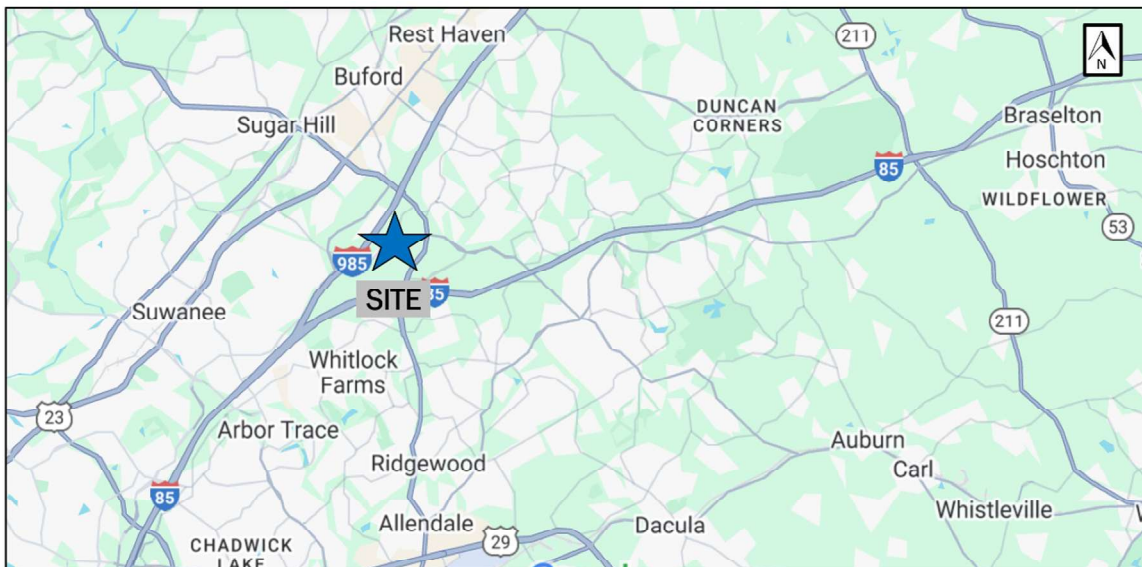 Rest Haven
211
N
Buford
DUNCAN
CORNERS
Braselton
Sugar Hill
85
Hoschton
WILDFLOWER
53
985
SITE
Suwanee
211
Whitlock
Farms
23
Arbor Trace
Auburn
Ridgewood
Carl
85
Whistleville
Allendale
Dacula
29
CHADWICK
LAKE